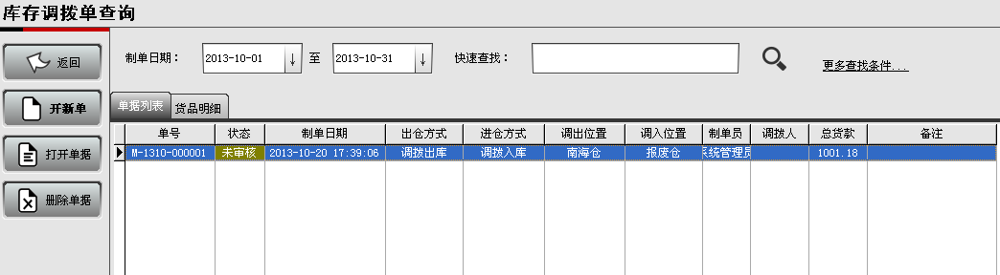 库存调拨单查询
返回
开新单
打开单据
删除单据
制单日期： 2013-10-01 至 2013-10-31 快速查找： 更多查找条件...
单据列表 货品明细
单号 状态 制单日期 出仓方式 进仓方式 调出位置 调入位置 制单员 调拨人 总货款 备注
M-1310-000001 未审核 2013-10-20 17:39:06 调拨出库 调拨入库 南海仓 报废仓 系统管理员 1001.18